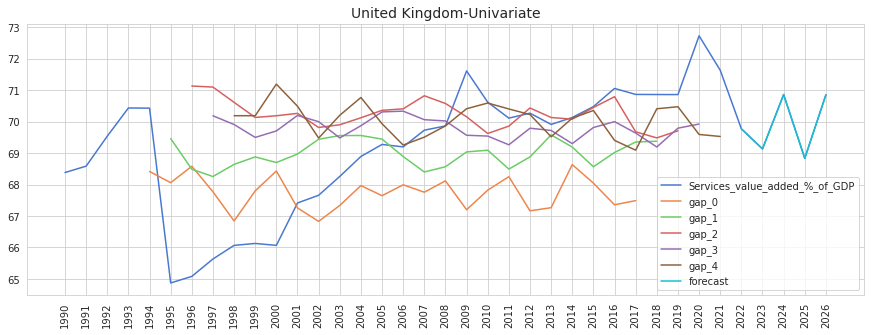 United Kingdom-Univariate
73
72
71
70
69
68
67
66
65
Services_value_added_%_of_GDP
gap_0
gap_1
gap_2
gap_3
gap_4
forecast
1990 1991 1992 1993 1994 1995 1996 1997 1998 1999 2000 2001 2002 2003 2004 2005 2006 2007 2008 2009 2010 2011 2012 2013 2014 2015 2016 2017 2018 2019 2020 2021 2022 2023 2024 2025 2026